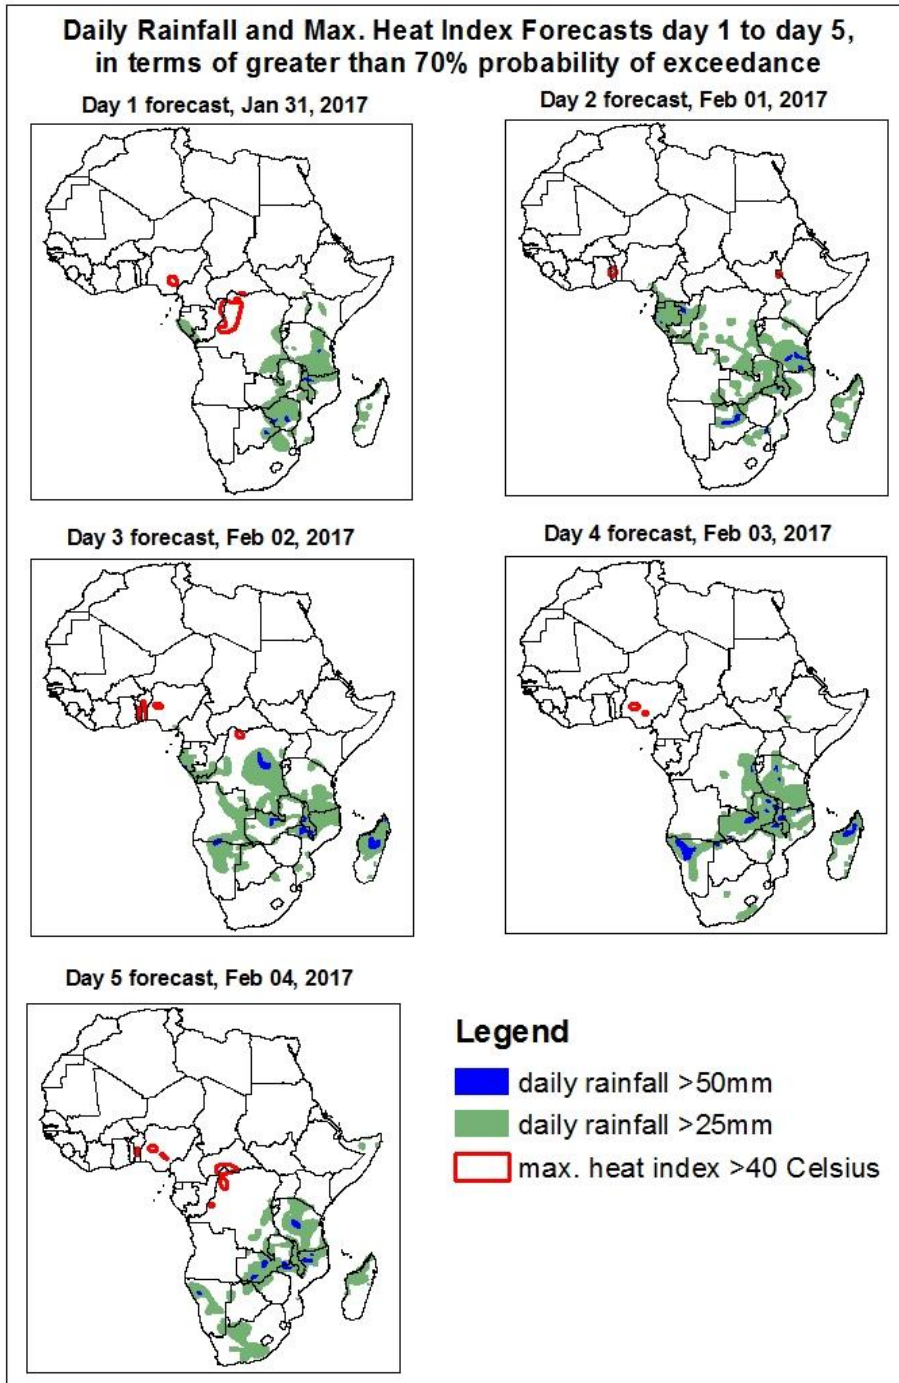 Daily Rainfall and Max. Heat Index Forecasts day 1 to day 5,
in terms of greater than 70% probability of exceedance
Day 1 forecast, Jan 31, 2017
Day 2 forecast, Feb 01, 2017
Day 3 forecast, Feb 02, 2017
Day 4 forecast, Feb 03, 2017
Day 5 forecast, Feb 04, 2017
Legend
daily rainfall >50mm
daily rainfall >25mm
max. heat index >40 Celsius